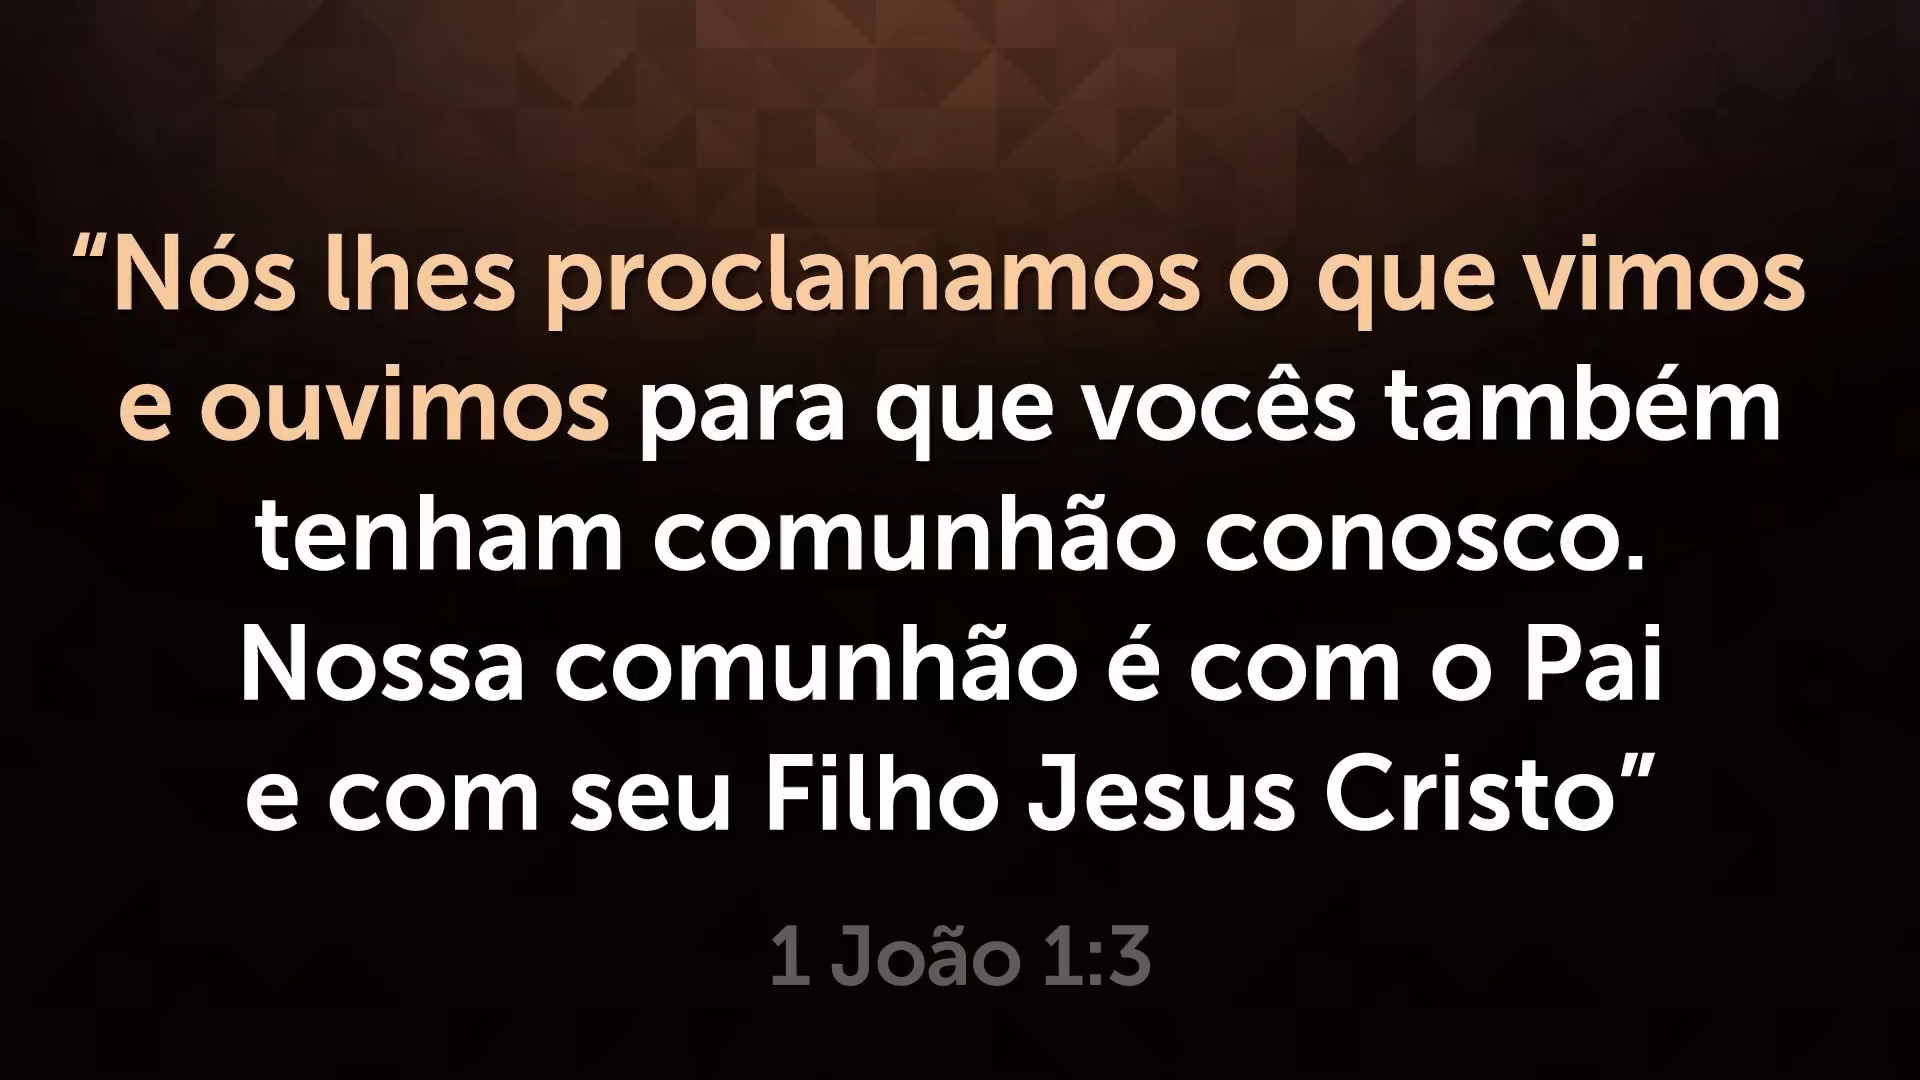 “Nós lhes proclamamos o que vimos
e ouvimos para que vocês também
tenham comunhão conosco.
Nossa comunhão é com o Pai
e com seu Filho Jesus Cristo”
1 João 1:3